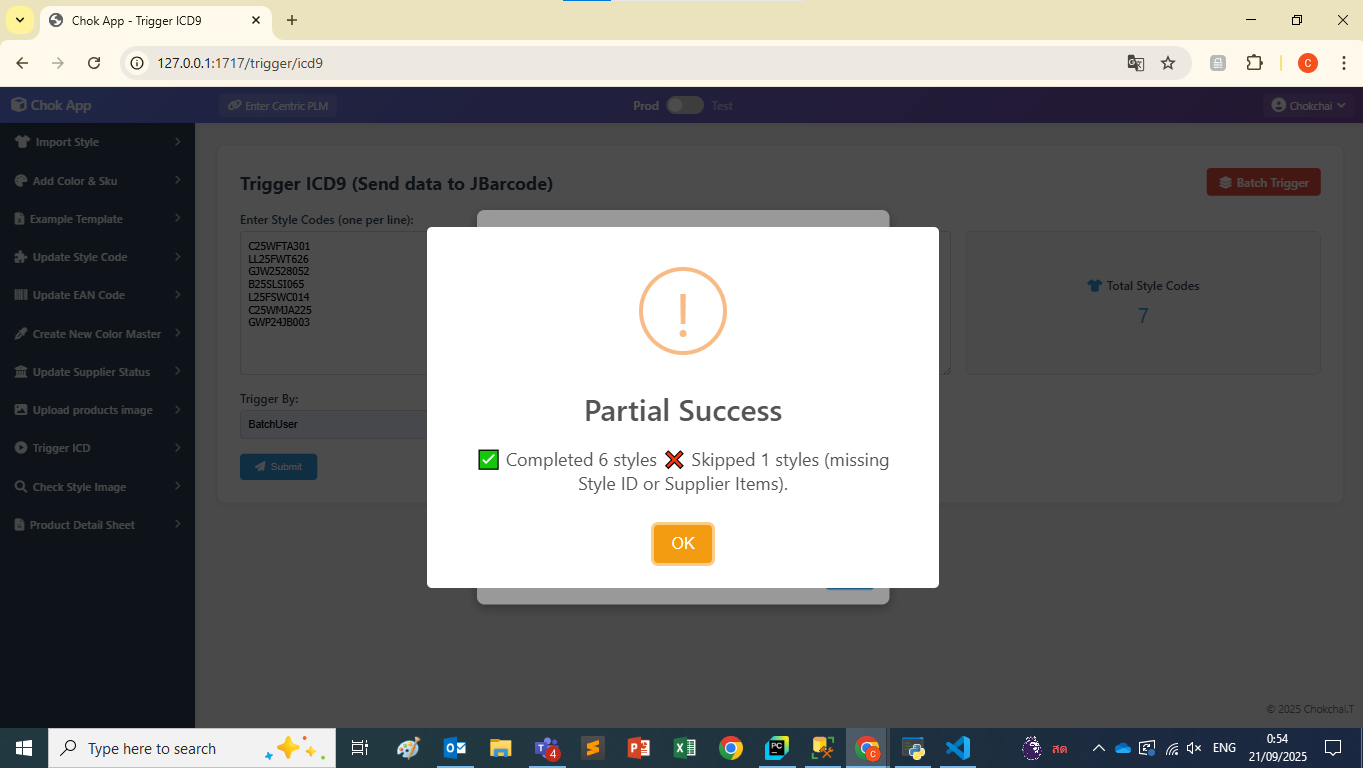 Chok App - Trigger ICD9
127.0.0.1:1717/trigger/icd9
C
Chok App
Enter Centric PLM
Prod
Test
Chokchai
Import Style
Add Color & Sku
Example Template
Update Style Code
Update EAN Code
Create New Color Master
Update Supplier Status
Upload products image
Trigger ICD
Check Style Image
Product Detail Sheet
Trigger ICD9 (Send data to JBarcode)
Batch Trigger
Enter Style Codes (one per line):
C25WFTA301
LL25FWT626
GJW2528052
B25SLSI065
L25FSWC014
C25WMJA225
GWP24JB003
Total Style Codes
7
Trigger By:
BatchUser
Submit
Partial Success
✅ Completed 6 styles ❌ Skipped 1 styles (missing
Style ID or Supplier Items).
OK
© 2025 Chokchai.T
Type here to search
4
PC
C
สด
ENG
0:54
21/09/2025